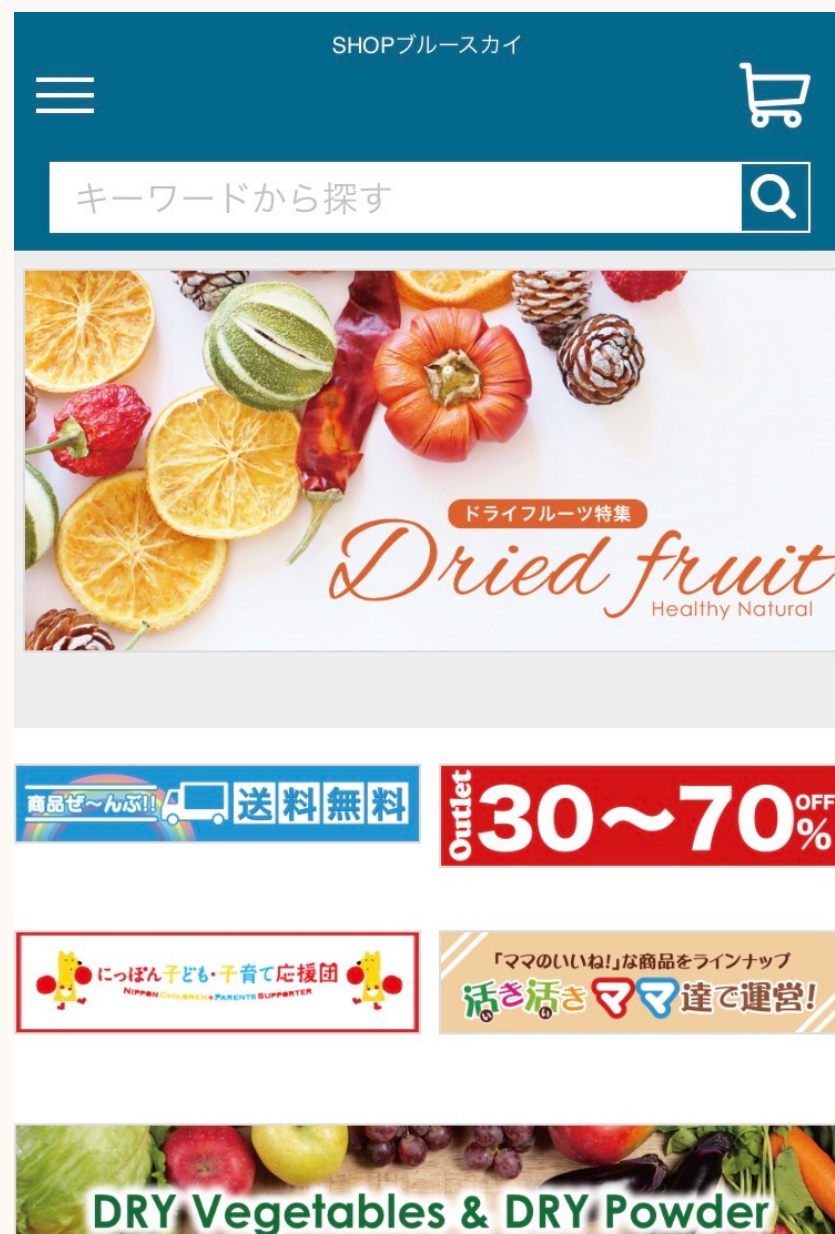 SHOPブルースカイ
キーワードから探す
ドライフルーツ特集
Dried fruit
Healthy Natural
商品ぜ〜んぶ!! 送料無料
Outlet 30〜70%OFF
にっぽん子ども・子育て応援団
NIPPON CHILDREN+PARENTS SUPPORTER
「ママのいいね!」な商品をラインナップ
活き活きママ達で運営!
いい
DRY Vegetables & DRY Powder